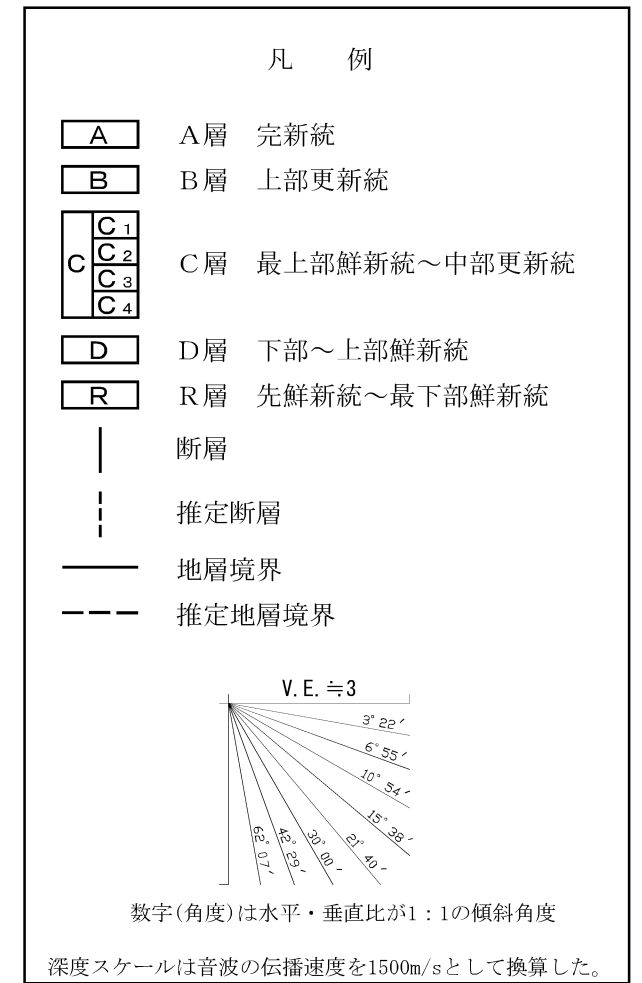 凡 例
A A層 完新統
B B層 上部更新統
C C1 C2 C3 C4 C層 最上部鮮新統～中部更新統
D D層 下部～上部鮮新統
R R層 先鮮新統～最下部鮮新統
断層
推定断層
地層境界
推定地層境界
V.E.≒3
3°22′
6°55′
10°54′
15°38′
21°40′
30°00′
42°29′
62°07′
数字(角度)は水平・垂直比が1：1の傾斜角度
深度スケールは音波の伝播速度を1500m/sとして換算した。